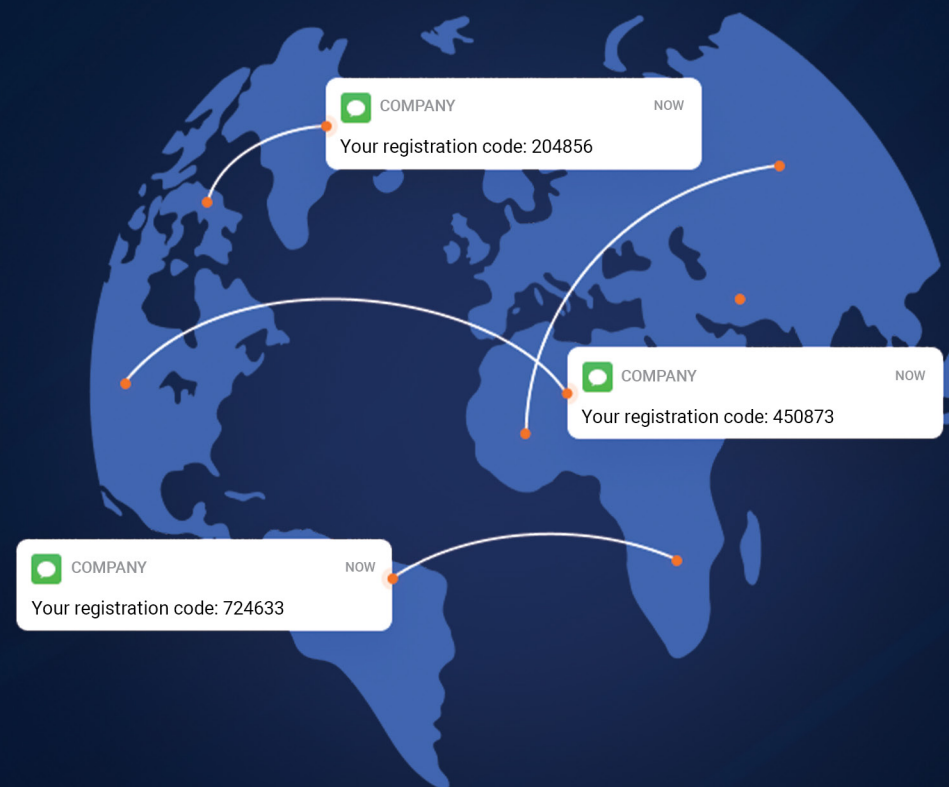 COMPANY NOW
Your registration code: 204856
COMPANY NOW
Your registration code: 450873
COMPANY NOW
Your registration code: 724633